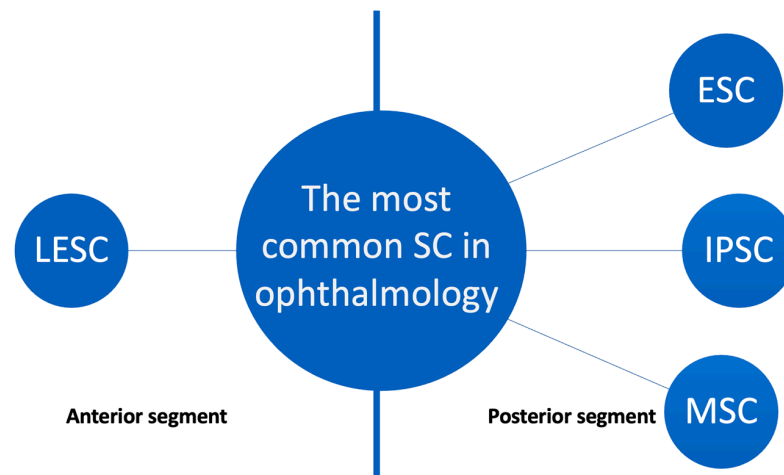 ESC
The most
common SC in
ophthalmology
LESC
IPSC
Anterior segment
Posterior segment
MSC